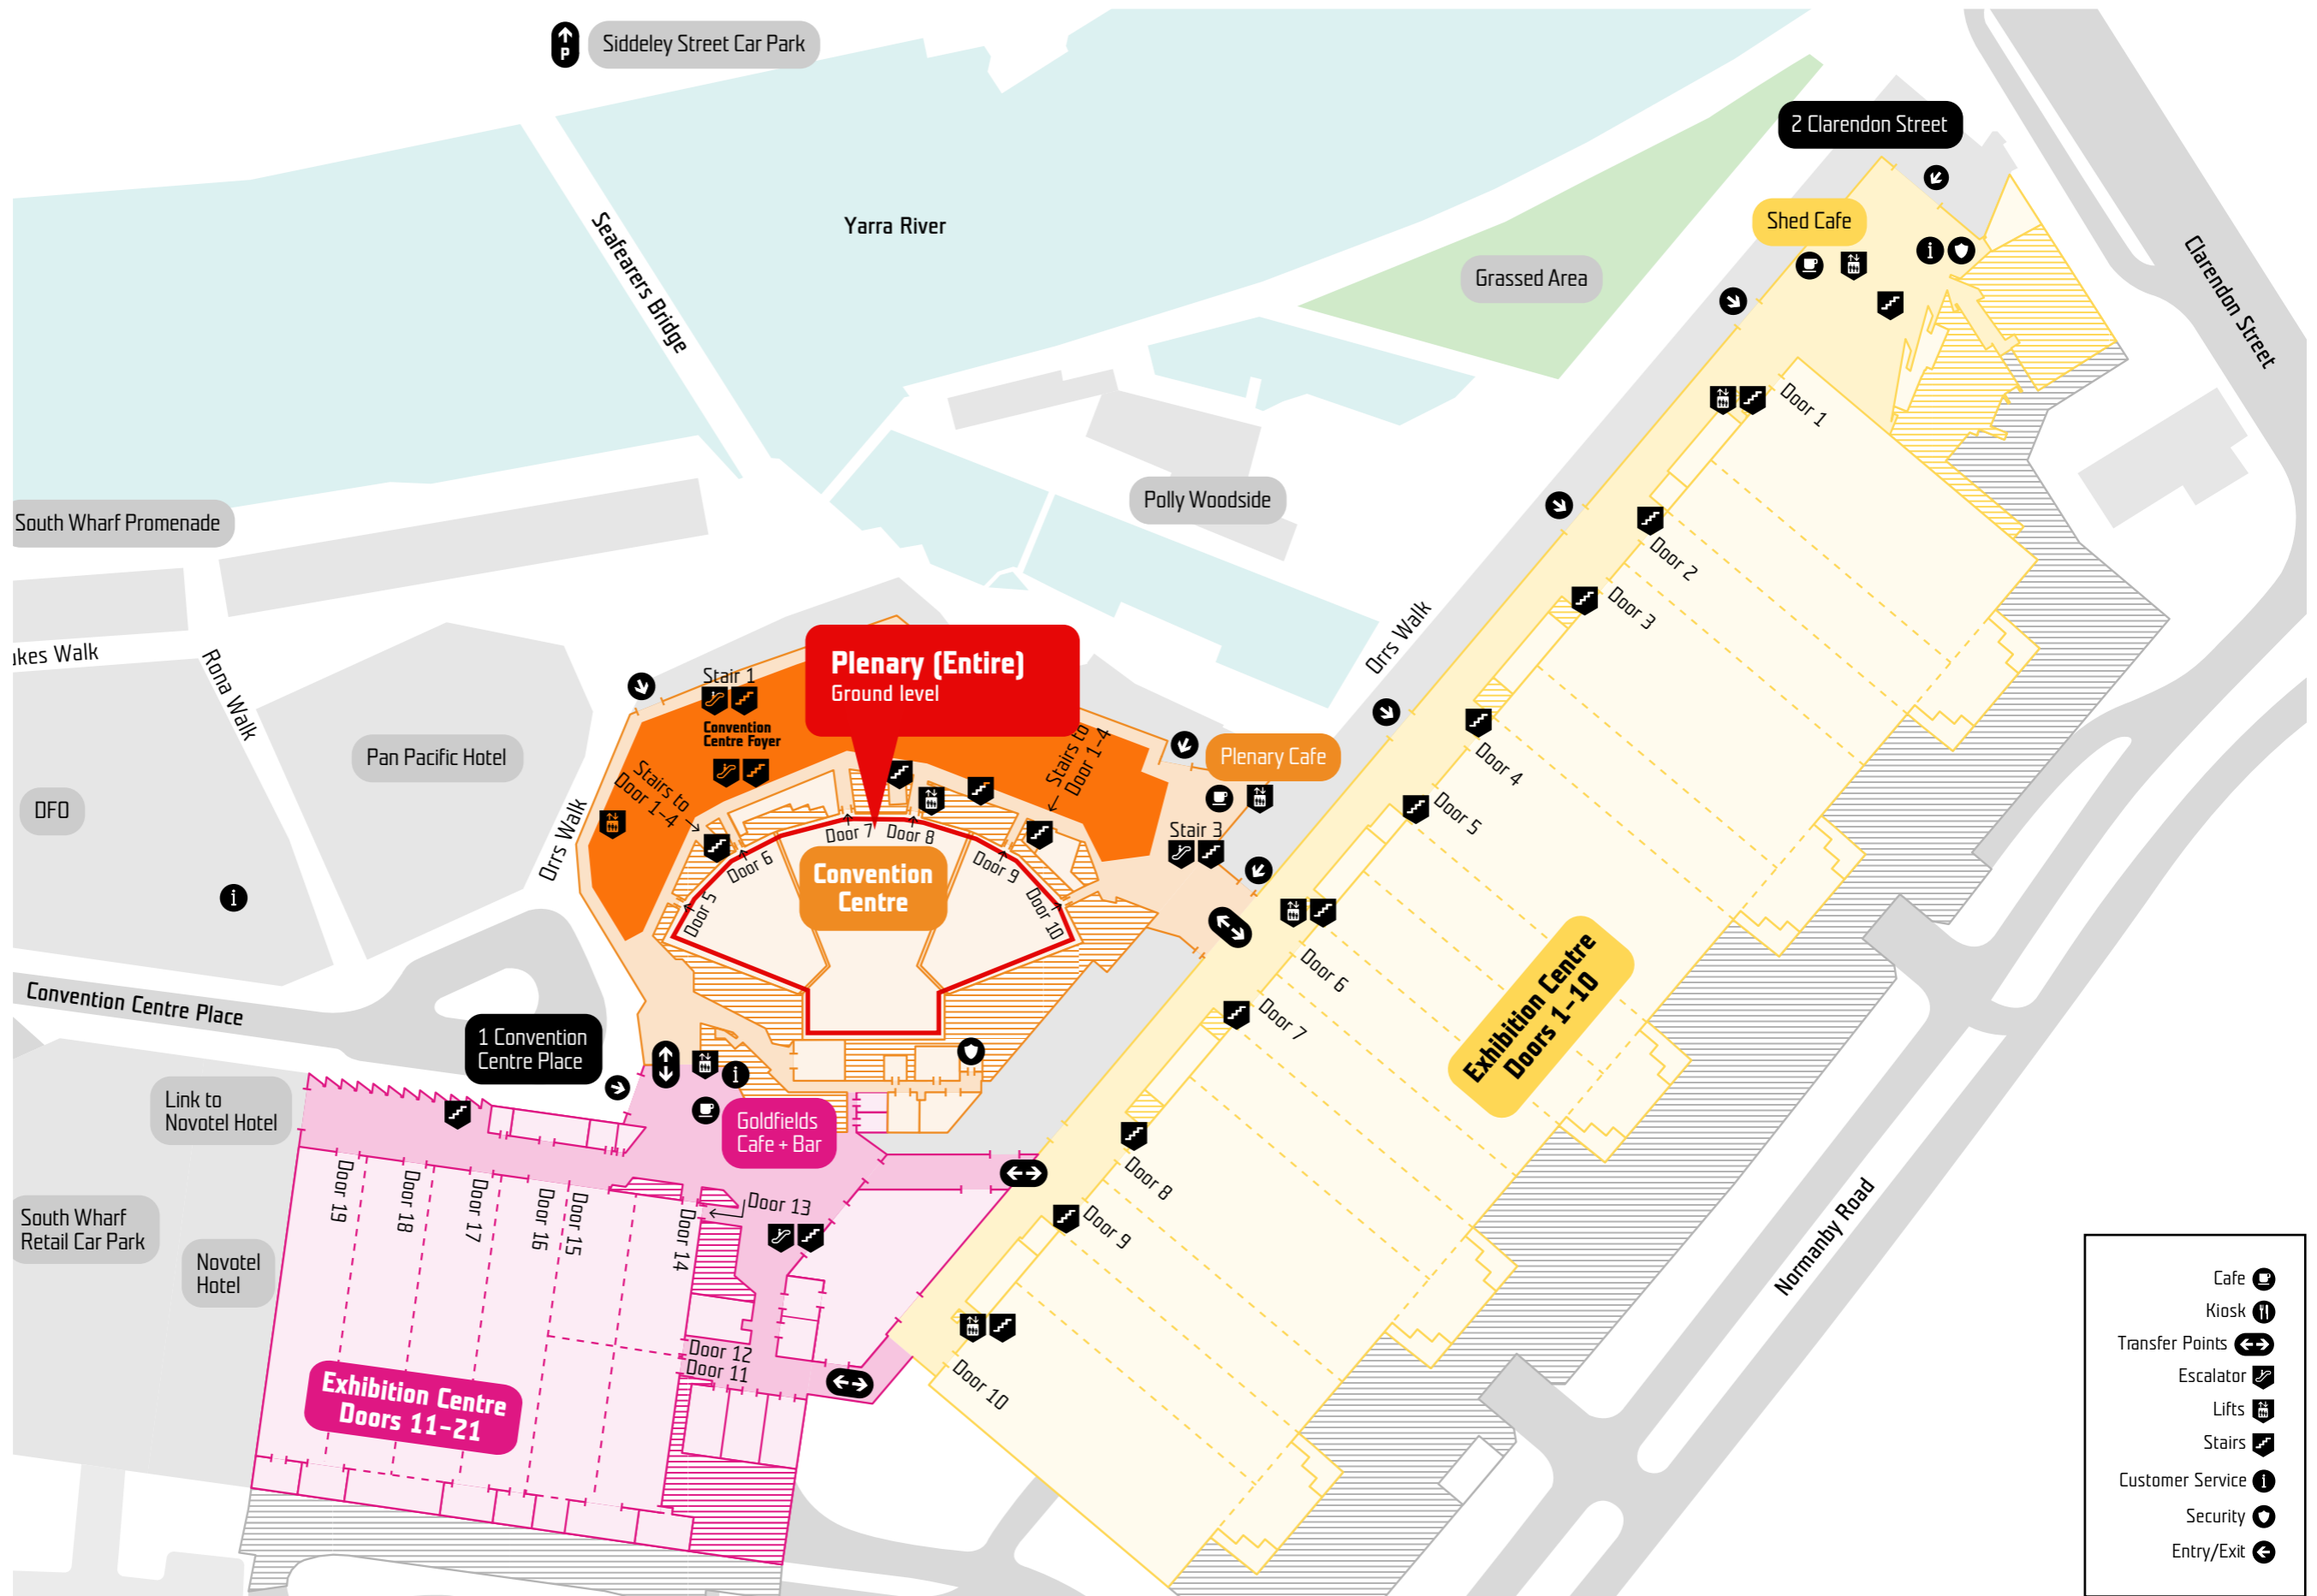 P
Siddeley Street Car Park
2 Clarendon Street
Shed Cafe
Yarra River
Seafearers Bridge
Grassed Area
Clarendon Street
Door 1
South Wharf Promenade
Polly Woodside
Door 2
Door 3
ukes Walk
Rona Walk
Orrs Walk
Plenary (Entire)
Ground level
Stair 1
Convention
Centre Foyer
Pan Pacific Hotel
Stairs to
Door 1-4
Stairs to
Door 1-4
Plenary Cafe
Door 4
DFO
Orrs Walk
Door 5
Stair 3
Door 5
Door 6
Door 7
Door 8
Door 9
Door 10
Convention
Centre
Door 6
Door 7
Exhibition Centre
Doors 1-10
Convention Centre Place
1 Convention
Centre Place
Link to
Novotel Hotel
Goldfields
Cafe + Bar
Door 8
Door 9
Door 10
Door 19
Door 18
Door 17
Door 16
Door 15
Door 14
Door 13
South Wharf
Retail Car Park
Novotel
Hotel
Door 12
Door 11
Exhibition Centre
Doors 11-21
Normanby Road
Cafe
Kiosk
Transfer Points
Escalator
Lifts
Stairs
Customer Service
Security
Entry/Exit